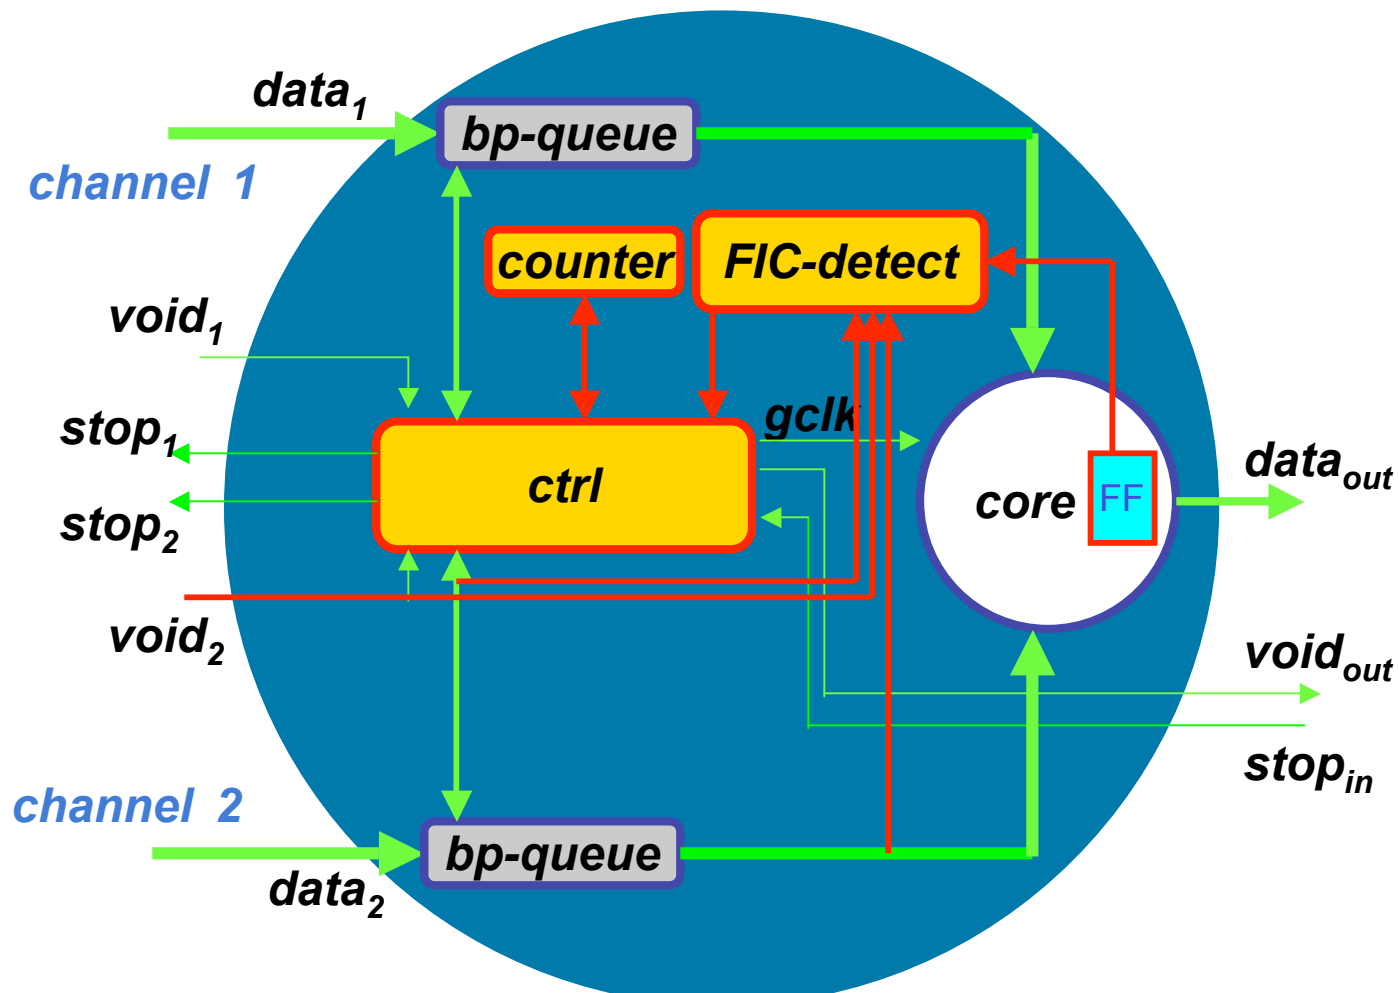 data1
bp-queue
channel 1
counter
FIC-detect
void1
gclk
stop1
ctrl
core
FF
dataout
stop2
void2
voidout
stopin
channel 2
bp-queue
data2